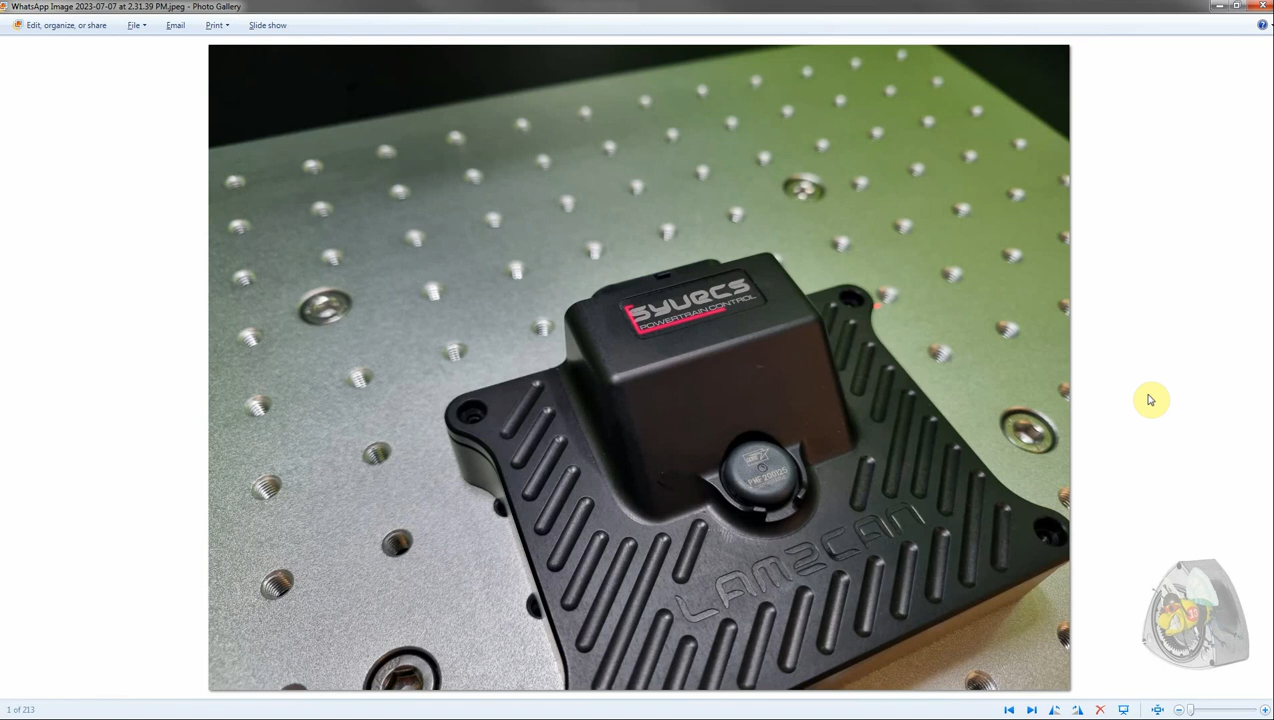 WhatsApp Image 2023-07-07 at 2.31.39 PM.jpeg - Photo Gallery
Edit, organize, or share
File
Email
Print
Slide show
SYVECS
POWERTRAIN CONTROL
PMF200125
LAM2CAN
1 of 213